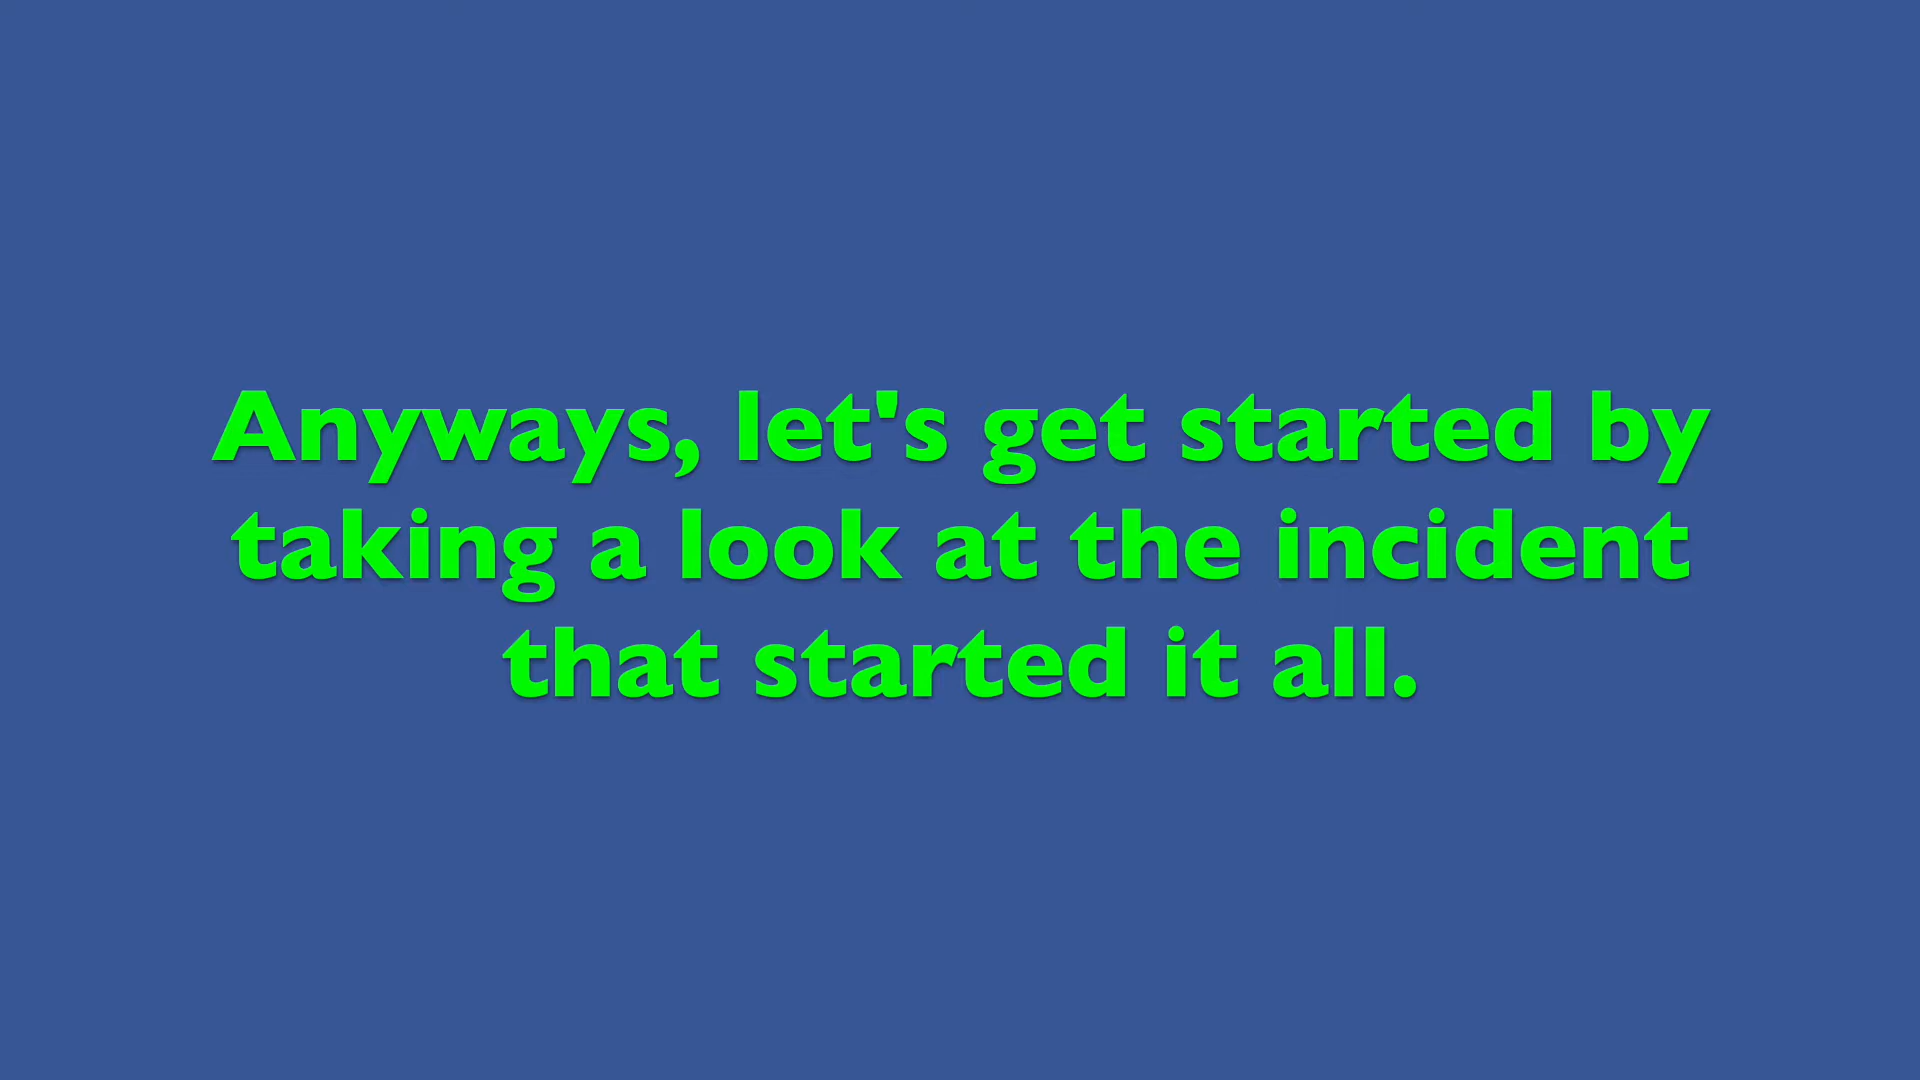 Anyways, let's get started by
taking a look at the incident
that started it all.